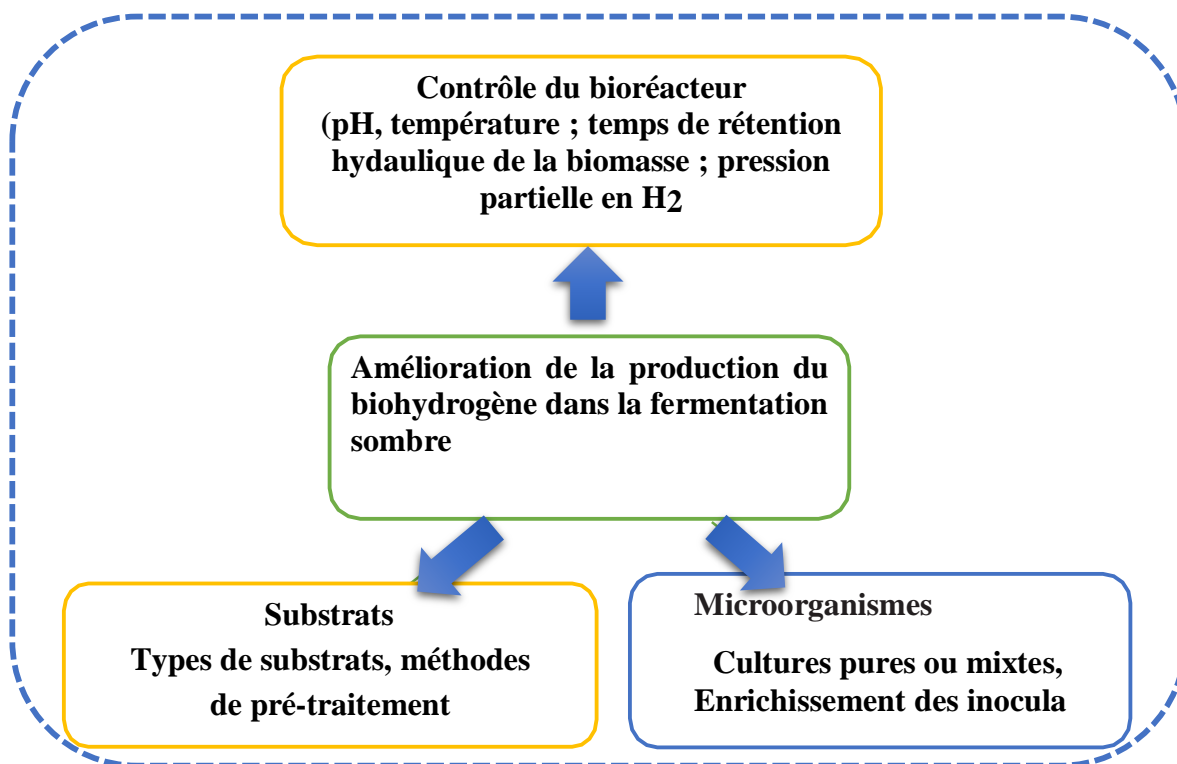 Contrôle du bioréacteur
(pH, température ; temps de rétention
hydaulique de la biomasse ; pression
partielle en H2
Amélioration de la production du
biohydrogène dans la fermentation
sombre
Substrats
Types de substrats, méthodes
de pré-traitement
Microorganismes
Cultures pures ou mixtes,
Enrichissement des inocula